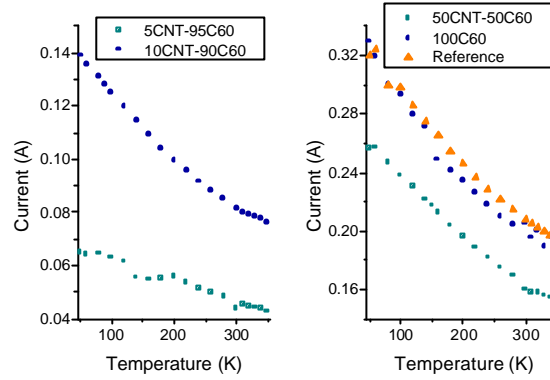 5CNT-95C60
10CNT-90C60
0.14
0.12
0.10
0.08
0.06
0.04
Current (A)
100
200
300
Temperature (K)
50CNT-50C60
100C60
Reference
0.32
0.28
0.24
0.20
0.16
Current (A)
100
200
300
Temperature (K)